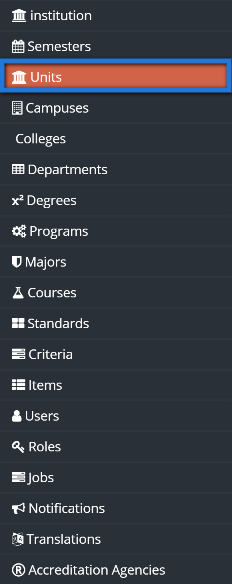 institution
Semesters
Units
Campuses
Colleges
Departments
x² Degrees
Programs
Majors
Courses
Standards
Criteria
Items
Users
Roles
Jobs
Notifications
Translations
® Accreditation Agencies